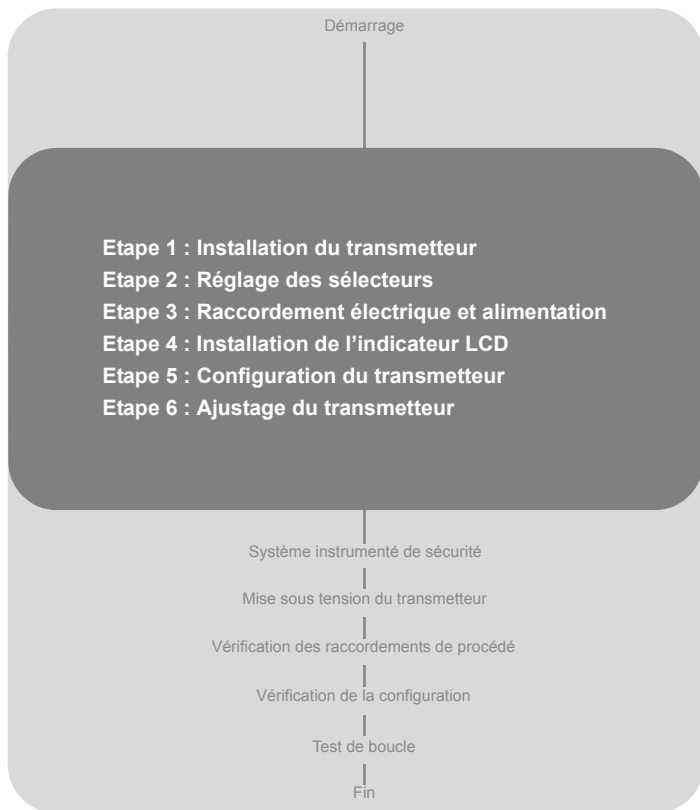 Démarrage
Etape 1 : Installation du transmetteur
Etape 2 : Réglage des sélecteurs
Etape 3 : Raccordement électrique et alimentation
Etape 4 : Installation de l’indicateur LCD
Etape 5 : Configuration du transmetteur
Etape 6 : Ajustage du transmetteur
Système instrumenté de sécurité
Mise sous tension du transmetteur
Vérification des raccordements de procédé
Vérification de la configuration
Test de boucle
Fin